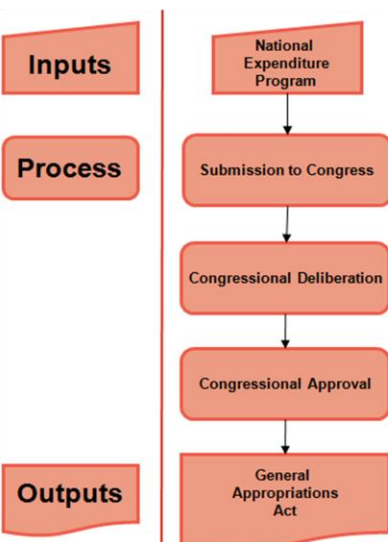 Inputs
National
Expenditure
Program
Process
Submission to Congress
Congressional Deliberation
Congressional Approval
Outputs
General
Appropriations
Act